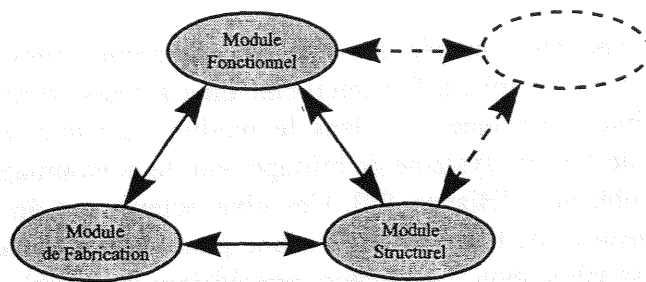 Module
Fonctionnel
Module
de Fabrication
Module
Structurel